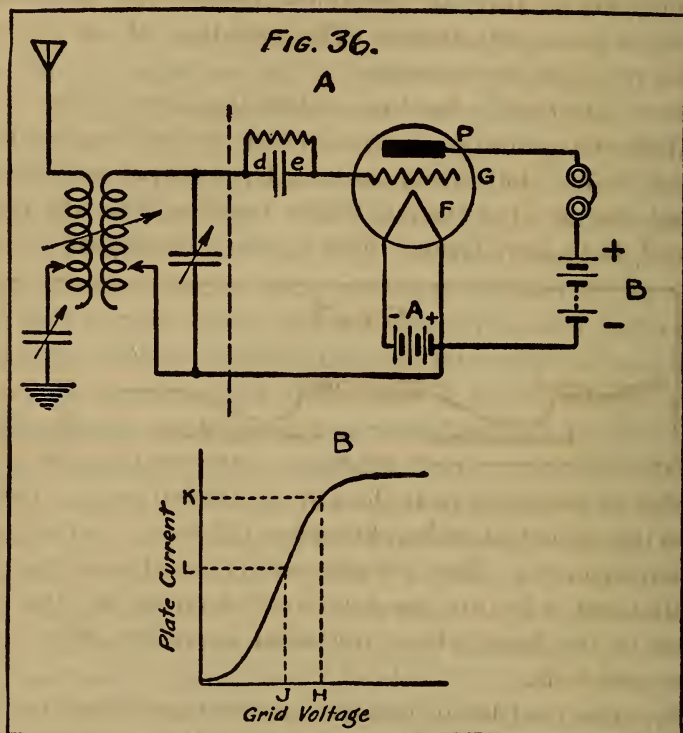 FIG. 36.
A
d e
P
G
F
+
B
-
- A +
B
K
L
Plate Current
J H
Grid Voltage